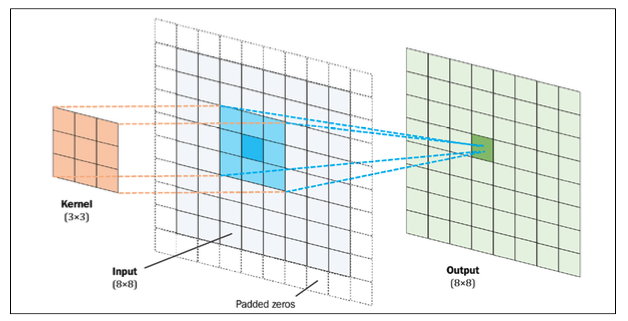 Kernel
(3×3)
Input
(8×8)
Padded zeros
Output
(8×8)